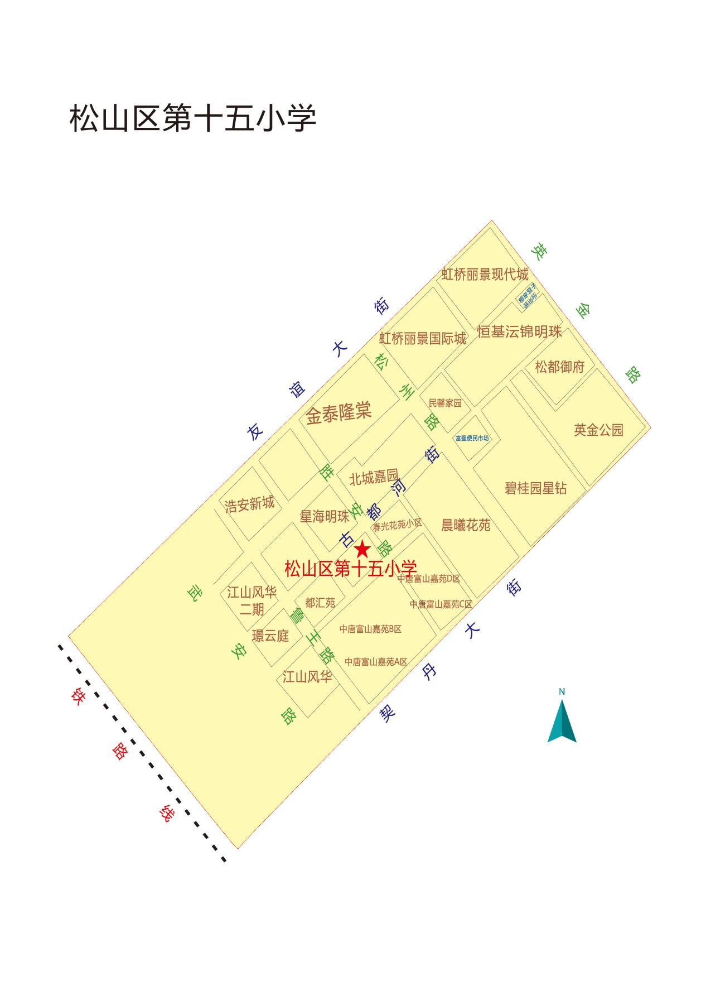 松山区第十五小学
英金路
友谊大街
虹桥丽景现代城
穆家营子
派出所
虹桥丽景国际城
恒基沄锦明珠
松都御府
松州路
金泰隆棠
民馨家园
英金公园
富强便民市场
胜安路
北城嘉园
古都河街
碧桂园星钻
浩安新城
星海明珠
春光花苑小区
晨曦花苑
松山区第十五小学
中唐富山嘉苑D区
江山风华
二期
都汇苑
中唐富山嘉苑C区
武安路
鲁王路
璟云庭
中唐富山嘉苑B区
中唐富山嘉苑A区
江山风华
契丹大街
铁路线
N